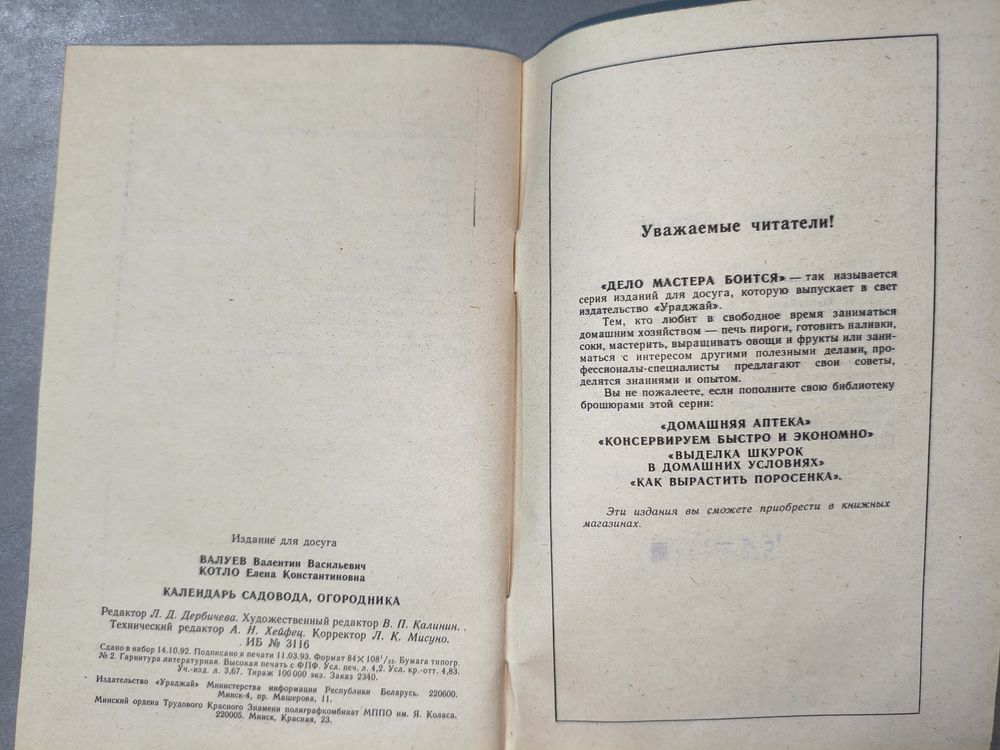 Издание для досуга
ВАЛУЕВ Валентин Васильевич
КОТЛО Елена Константиновна
КАЛЕНДАРЬ САДОВОДА, ОГОРОДНИКА
Редактор Л. Д. Дербичева. Художественный редактор В. П. Калинин.
Технический редактор А. Н. Хейфец. Корректор Л. К. Мисуно.
ИБ № 3116
Сдано в набор 14.10.92. Подписано к печати 11.03.93. Формат 84×108¹/₃₂. Бумага типогр.
№ 2. Гарнитура литературная. Высокая печать с ФПФ. Усл. печ. л. 4,2. Усл. кр.-отт. 4,83.
Уч.-изд. л. 3,67. Тираж 100 000 экз. Заказ 2340.
Издательство «Ураджай» Министерства информации Республики Беларусь. 220600.
Минск-4, пр. Машерова, 11.
Минский ордена Трудового Красного Знамени полиграфкомбинат МППО им. Я. Коласа.
220005. Минск, Красная, 23.
Уважаемые читатели!
«ДЕЛО МАСТЕРА БОИТСЯ» — так называется
серия изданий для досуга, которую выпускает в свет
издательство «Ураджай».
Тем, кто любит в свободное время заниматься
домашним хозяйством — печь пироги, готовить наливки,
соки, мастерить, выращивать овощи и фрукты или зани-
маться с интересом другими полезными делами, про-
фессионалы-специалисты предлагают свои советы,
делятся знаниями и опытом.
Вы не пожалеете, если пополните свою библиотеку
брошюрами этой серии:
«ДОМАШНЯЯ АПТЕКА»
«КОНСЕРВИРУЕМ БЫСТРО И ЭКОНОМНО»
«ВЫДЕЛКА ШКУРОК
В ДОМАШНИХ УСЛОВИЯХ»
«КАК ВЫРАСТИТЬ ПОРОСЕНКА».
Эти издания вы сможете приобрести в книжных
магазинах.